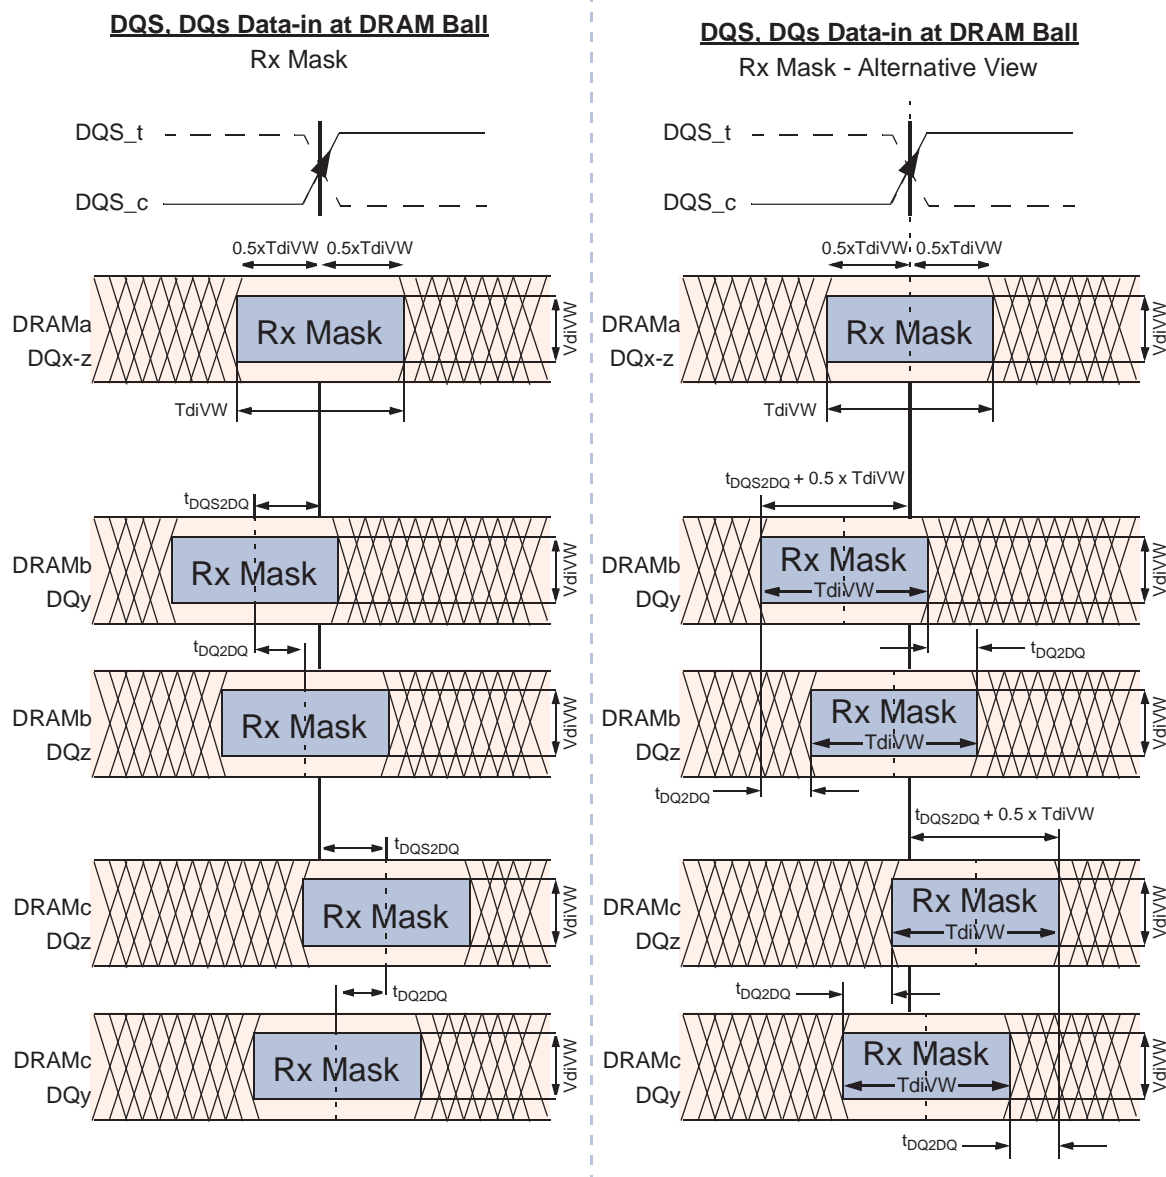 DQS, DQs Data-in at DRAM Ball
Rx Mask
DQS_t
DQS_c
0.5xTdiVW 0.5xTdiVW
DRAMa
DQx-z
Rx Mask
VdiVW
TdiVW
tDQS2DQ
DRAMb
DQy
Rx Mask
VdiVW
tDQ2DQ
DRAMb
DQz
Rx Mask
VdiVW
tDQS2DQ
DRAMc
DQz
Rx Mask
VdiVW
tDQ2DQ
DRAMc
DQy
Rx Mask
VdiVW
DQS, DQs Data-in at DRAM Ball
Rx Mask - Alternative View
DQS_t
DQS_c
0.5xTdiVW 0.5xTdiVW
DRAMa
DQx-z
Rx Mask
VdiVW
TdiVW
tDQS2DQ + 0.5 x TdiVW
DRAMb
DQy
Rx Mask
TdiVW
VdiVW
tDQ2DQ
DRAMb
DQz
Rx Mask
TdiVW
VdiVW
tDQ2DQ
tDQS2DQ + 0.5 x TdiVW
DRAMc
DQz
Rx Mask
TdiVW
VdiVW
tDQ2DQ
DRAMc
DQy
Rx Mask
TdiVW
VdiVW
tDQ2DQ